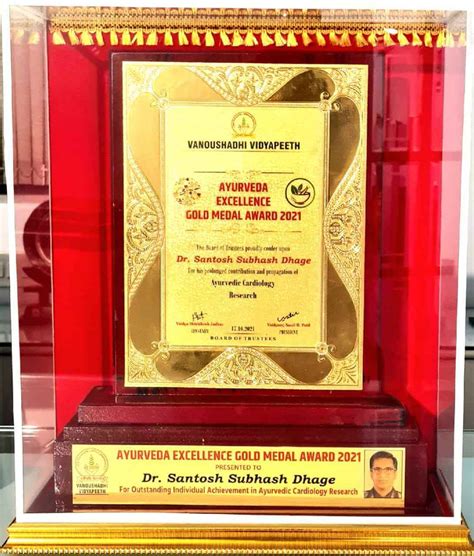 VANOUSHADHI VIDYAPEETH
AYURVEDA
EXCELLENCE
GOLD MEDAL AWARD 2021
The Board of Trustees proudly confer upon
Dr. Santosh Subhash Dhage
For his prolonged contribution and propagation of
Ayurvedic Cardiology
Research
17.10.2021
PRESIDENT
BOARD OF TRUSTEES
AYURVEDA EXCELLENCE GOLD MEDAL AWARD 2021
PRESENTED TO
Dr. Santosh Subhash Dhage
For Outstanding Individual Achievement in Ayurvedic Cardiology Research
VANOUSHADHI
VIDYAPEETH